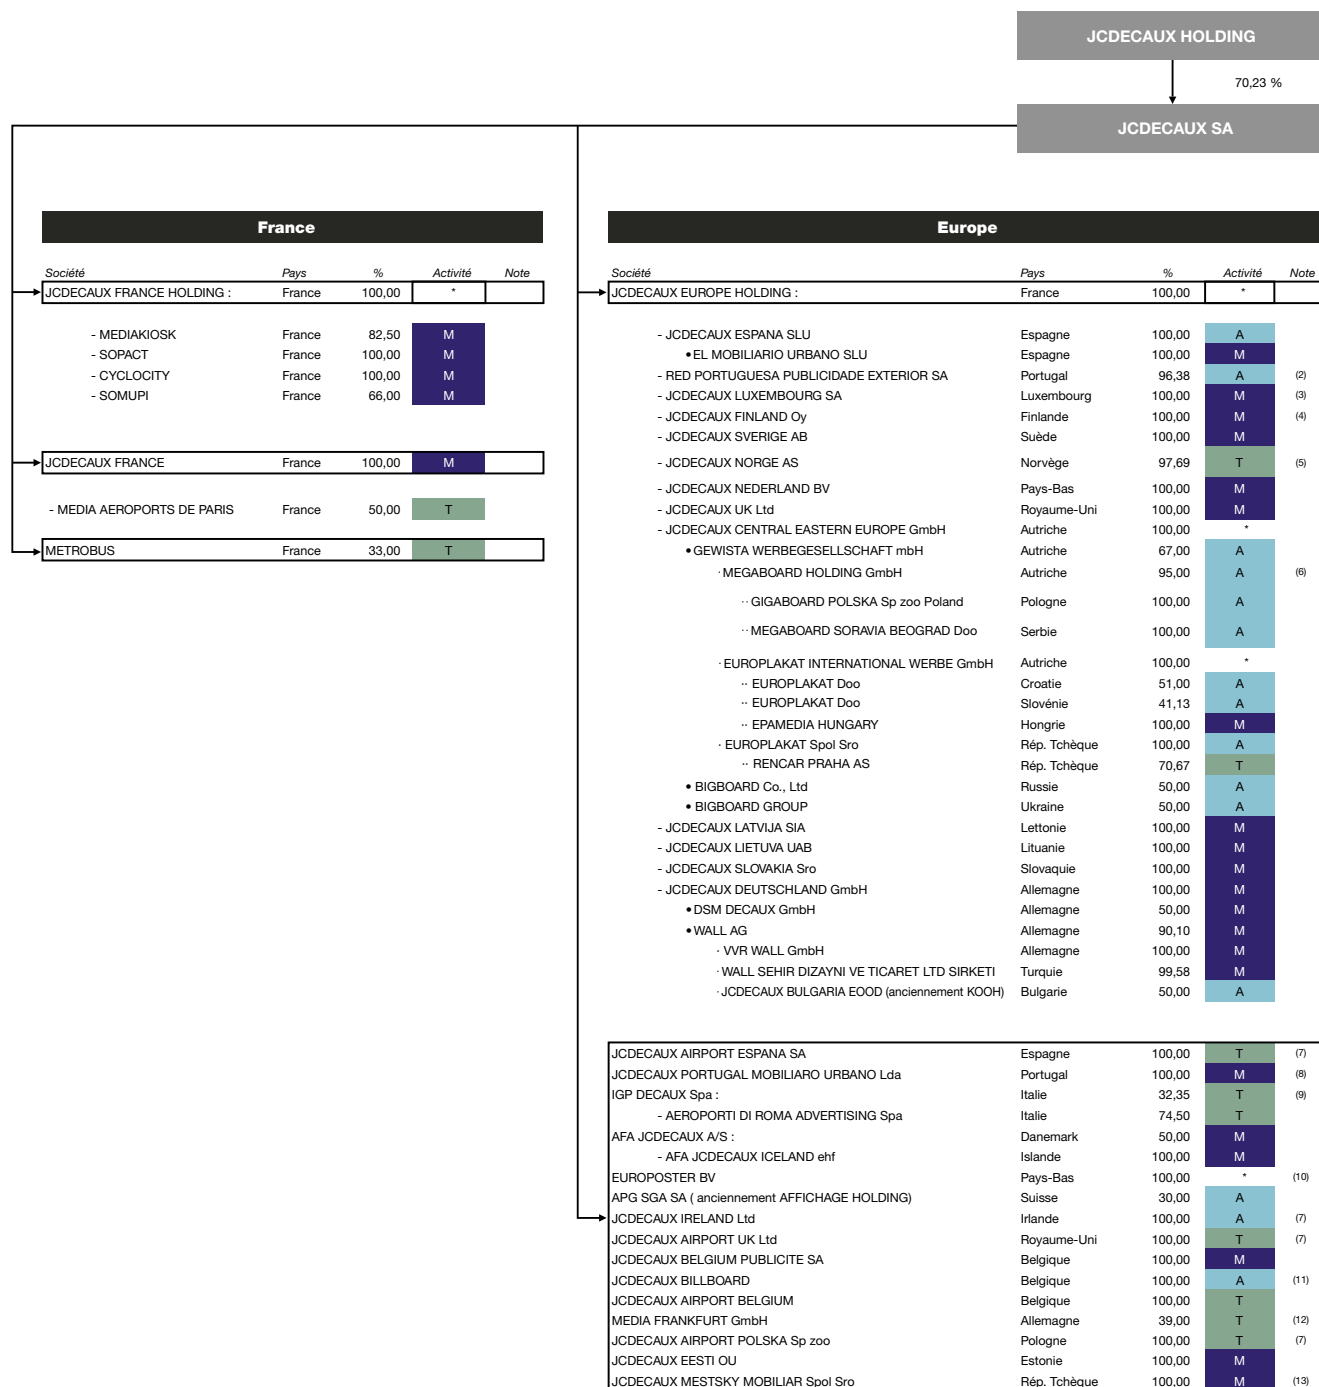 JCDECAUX HOLDING
70,23 %
JCDECAUX SA
France
Société Pays % Activité Note
JCDECAUX FRANCE HOLDING : France 100,00 *
- MEDIAKIOSK France 82,50 M
- SOPACT France 100,00 M
- CYCLOCITY France 100,00 M
- SOMUPI France 66,00 M
JCDECAUX FRANCE France 100,00 M
- MEDIA AEROPORTS DE PARIS France 50,00 T
METROBUS France 33,00 T
Europe
Société Pays % Activité Note
JCDECAUX EUROPE HOLDING : France 100,00 *
- JCDECAUX ESPANA SLU Espagne 100,00 A
• EL MOBILIARIO URBANO SLU Espagne 100,00 M
- RED PORTUGUESA PUBLICIDADE EXTERIOR SA Portugal 96,38 A (2)
- JCDECAUX LUXEMBOURG SA Luxembourg 100,00 M (3)
- JCDECAUX FINLAND Oy Finlande 100,00 M (4)
- JCDECAUX SVERIGE AB Suède 100,00 M
- JCDECAUX NORGE AS Norvège 97,69 T (5)
- JCDECAUX NEDERLAND BV Pays-Bas 100,00 M
- JCDECAUX UK Ltd Royaume-Uni 100,00 M
- JCDECAUX CENTRAL EASTERN EUROPE GmbH Autriche 100,00 *
• GEWISTA WERBEGESELLSCHAFT mbH Autriche 67,00 A
· MEGABOARD HOLDING GmbH Autriche 95,00 A (6)
·· GIGABOARD POLSKA Sp zoo Poland Pologne 100,00 A
·· MEGABOARD SORAVIA BEOGRAD Doo Serbie 100,00 A
· EUROPLAKAT INTERNATIONAL WERBE GmbH Autriche 100,00 *
·· EUROPLAKAT Doo Croatie 51,00 A
·· EUROPLAKAT Doo Slovénie 41,13 A
·· EPAMEDIA HUNGARY Hongrie 100,00 M
· EUROPLAKAT Spol Sro Rép. Tchèque 100,00 A
·· RENCAR PRAHA AS Rép. Tchèque 70,67 T
• BIGBOARD Co., Ltd Russie 50,00 A
• BIGBOARD GROUP Ukraine 50,00 A
- JCDECAUX LATVIJA SIA Lettonie 100,00 M
- JCDECAUX LIETUVA UAB Lituanie 100,00 M
- JCDECAUX SLOVAKIA Sro Slovaquie 100,00 M
- JCDECAUX DEUTSCHLAND GmbH Allemagne 100,00 M
• DSM DECAUX GmbH Allemagne 50,00 M
• WALL AG Allemagne 90,10 M
· VVR WALL GmbH Allemagne 100,00 M
· WALL SEHIR DIZAYNI VE TICARET LTD SIRKETI Turquie 99,58 M
· JCDECAUX BULGARIA EOOD (anciennement KOOH) Bulgarie 50,00 A
JCDECAUX AIRPORT ESPANA SA Espagne 100,00 T (7)
JCDECAUX PORTUGAL MOBILIARO URBANO Lda Portugal 100,00 M (8)
IGP DECAUX Spa : Italie 32,35 T (9)
- AEROPORTI DI ROMA ADVERTISING Spa Italie 74,50 T
AFA JCDECAUX A/S : Danemark 50,00 M
- AFA JCDECAUX ICELAND ehf Islande 100,00 M
EUROPOSTER BV Pays-Bas 100,00 * (10)
APG SGA SA ( anciennement AFFICHAGE HOLDING) Suisse 30,00 A
JCDECAUX IRELAND Ltd Irlande 100,00 A (7)
JCDECAUX AIRPORT UK Ltd Royaume-Uni 100,00 T (7)
JCDECAUX BELGIUM PUBLICITE SA Belgique 100,00 M
JCDECAUX BILLBOARD Belgique 100,00 A (11)
JCDECAUX AIRPORT BELGIUM Belgique 100,00 T
MEDIA FRANKFURT GmbH Allemagne 39,00 T (12)
JCDECAUX AIRPORT POLSKA Sp zoo Pologne 100,00 T (7)
JCDECAUX EESTI OU Estonie 100,00 M
JCDECAUX MESTSKY MOBILIAR Spol Sro Rép. Tchèque 100,00 M (13)